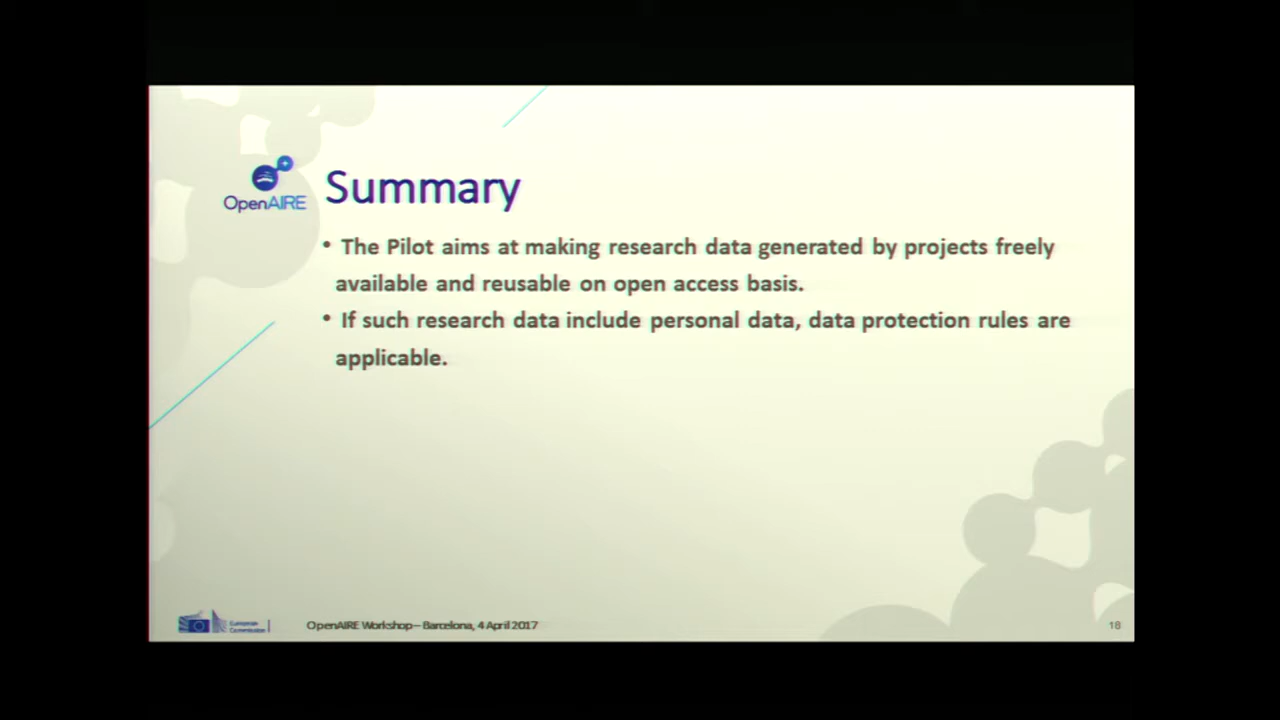 OpenAIRE
Summary
• The Pilot aims at making research data generated by projects freely
available and reusable on open access basis.
• If such research data include personal data, data protection rules are
applicable.
European
Commission
OpenAIRE Workshop – Barcelona, 4 April 2017
18